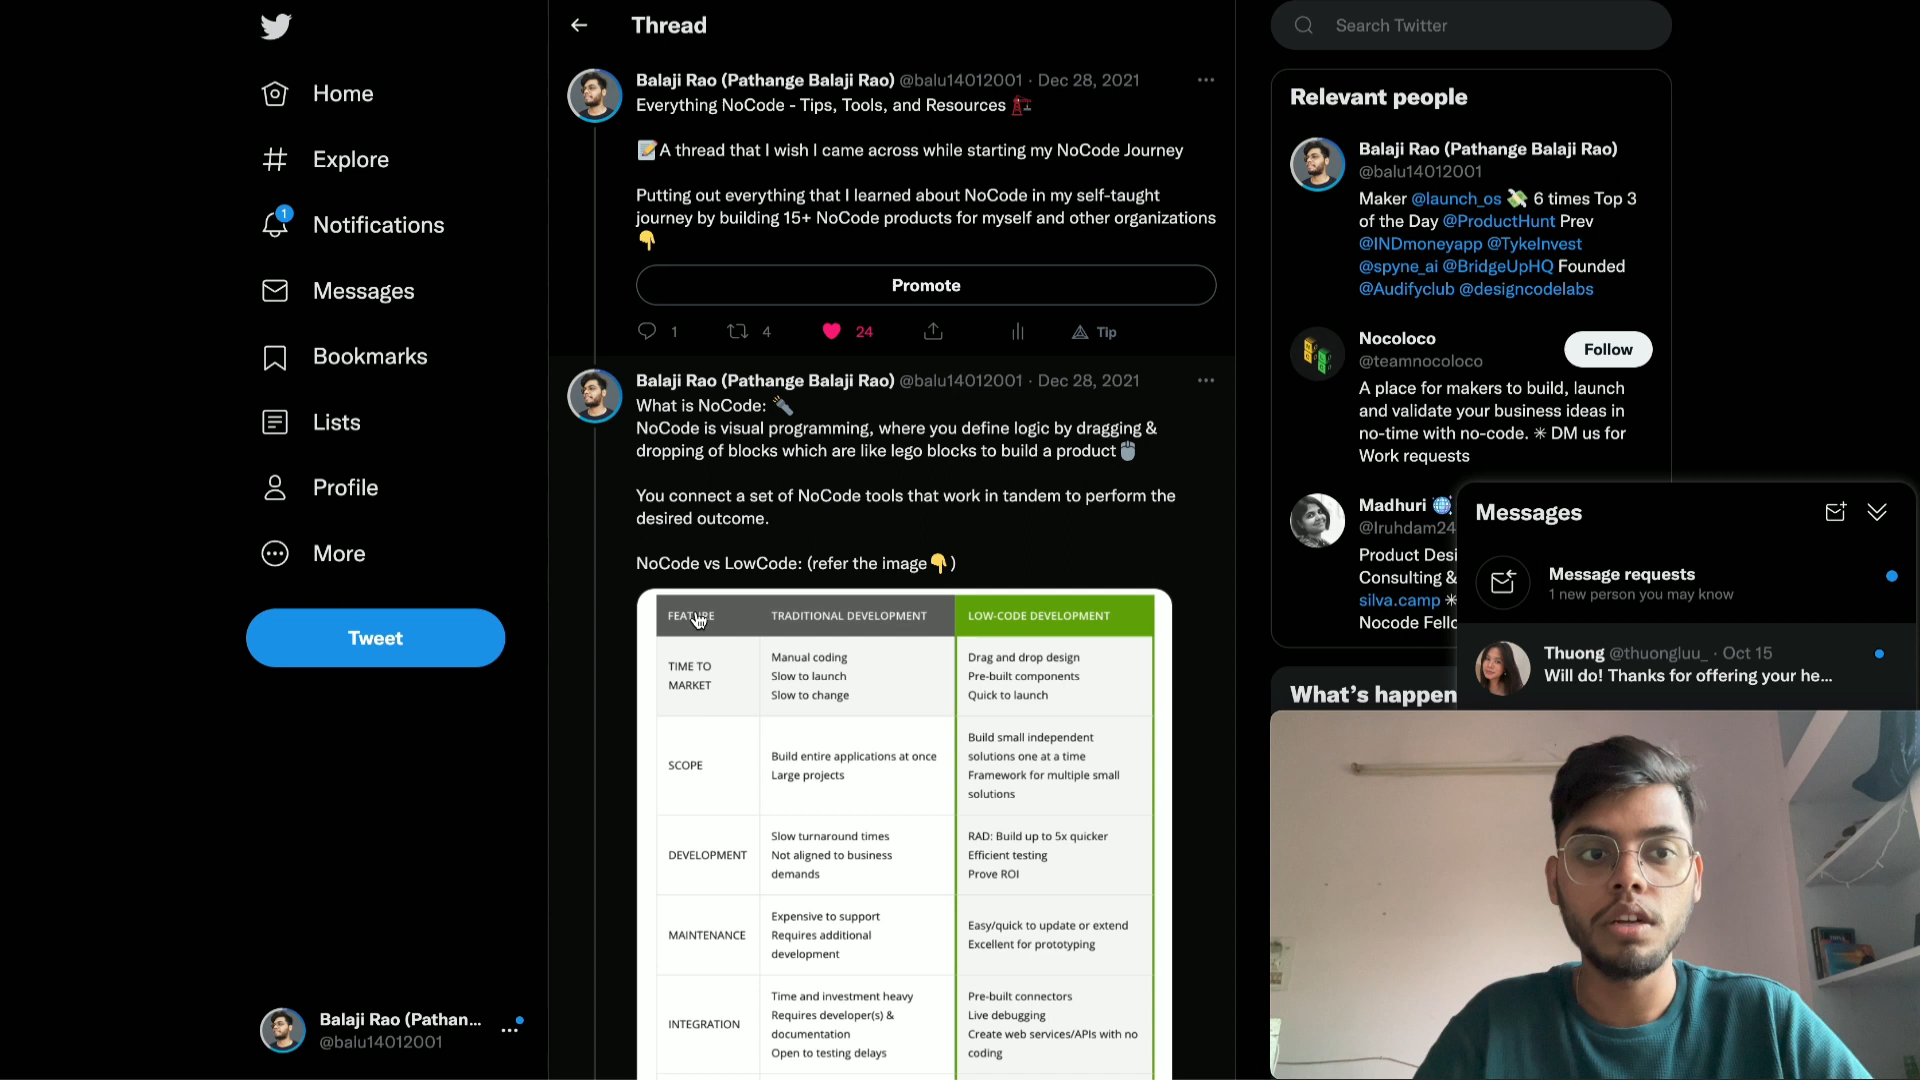 Home
Explore
1
Notifications
Messages
Bookmarks
Lists
Profile
More
Tweet
Balaji Rao (Pathan...
@balu14012001
Thread
Balaji Rao (Pathange Balaji Rao) @balu14012001 · Dec 28, 2021
Everything NoCode - Tips, Tools, and Resources
A thread that I wish I came across while starting my NoCode Journey
Putting out everything that I learned about NoCode in my self-taught
journey by building 15+ NoCode products for myself and other organizations
Promote
1 4 24 Tip
Balaji Rao (Pathange Balaji Rao) @balu14012001 · Dec 28, 2021
What is NoCode:
NoCode is visual programming, where you define logic by dragging &
dropping of blocks which are like lego blocks to build a product
You connect a set of NoCode tools that work in tandem to perform the
desired outcome.
NoCode vs LowCode: (refer the image )
FEATURE TRADITIONAL DEVELOPMENT LOW-CODE DEVELOPMENT
TIME TO
MARKET
Manual coding
Slow to launch
Slow to change
Drag and drop design
Pre-built components
Quick to launch
SCOPE
Build entire applications at once
Large projects
Build small independent
solutions one at a time
Framework for multiple small
solutions
DEVELOPMENT
Slow turnaround times
Not aligned to business
demands
RAD: Build up to 5x quicker
Efficient testing
Prove ROI
MAINTENANCE
Expensive to support
Requires additional
development
Easy/quick to update or extend
Excellent for prototyping
INTEGRATION
Time and investment heavy
Requires developer(s) &
documentation
Open to testing delays
Pre-built connectors
Live debugging
Create web services/APIs with no
coding
Search Twitter
Relevant people
Balaji Rao (Pathange Balaji Rao)
@balu14012001
Maker @launch_os 6 times Top 3
of the Day @ProductHunt Prev
@INDmoneyapp @TykeInvest
@spyne_ai @BridgeUpHQ Founded
@Audifyclub @designcodelabs
Nocoloco
@teamnocoloco
Follow
A place for makers to build, launch
and validate your business ideas in
no-time with no-code. ✳ DM us for
Work requests
Madhuri
@lruhdam24
Product Desi
Consulting &
silva.camp ✳
Nocode Fello
What's happen
Messages
Message requests
1 new person you may know
Thuong @thuongluu_ · Oct 15
Will do! Thanks for offering your he...